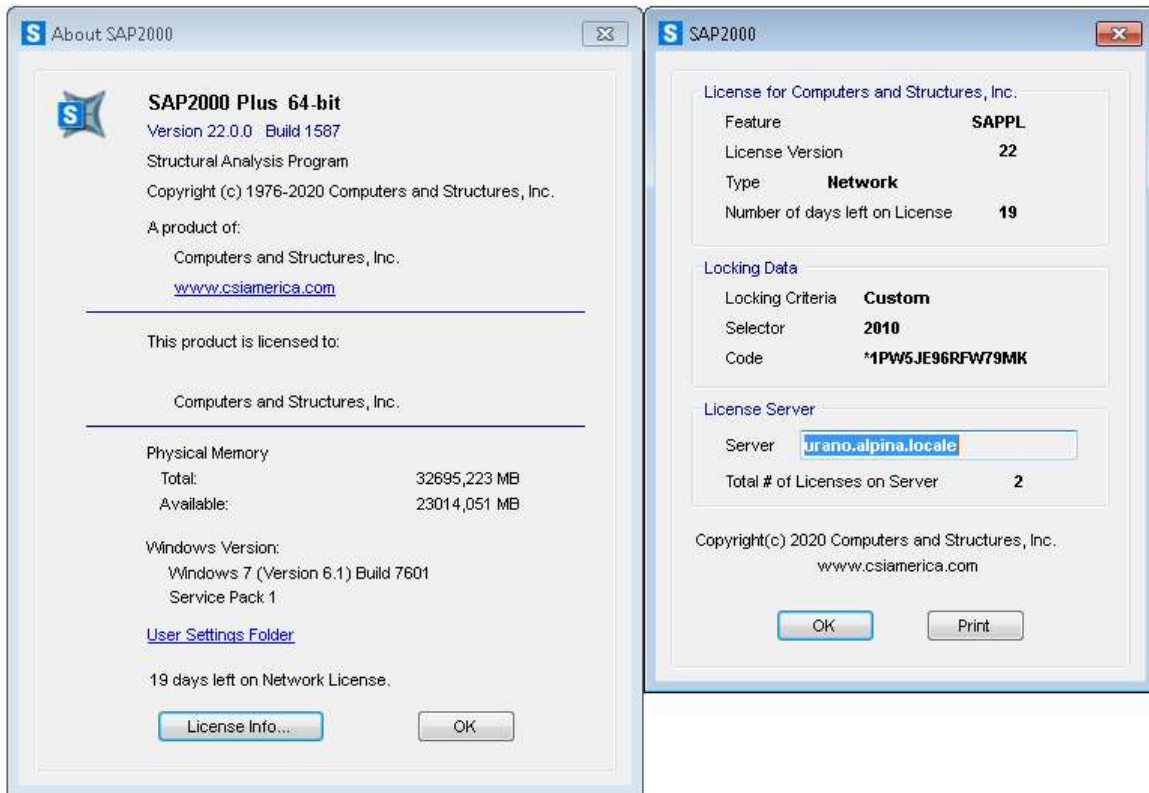 About SAP2000
SAP2000 Plus 64-bit
Version 22.0.0 Build 1587
Structural Analysis Program
Copyright (c) 1976-2020 Computers and Structures, Inc.
A product of:
Computers and Structures, Inc.
www.csiamerica.com
This product is licensed to:
Computers and Structures, Inc.
Physical Memory
Total: 32695,223 MB
Available: 23014,051 MB
Windows Version:
Windows 7 (Version 6.1) Build 7601
Service Pack 1
User Settings Folder
19 days left on Network License.
License Info... OK
SAP2000
License for Computers and Structures, Inc.
Feature SAPPL
License Version 22
Type Network
Number of days left on License 19
Locking Data
Locking Criteria Custom
Selector 2010
Code *1PW5JE96RFW79MK
License Server
Server urano.alpina.locale
Total # of Licenses on Server 2
Copyright(c) 2020 Computers and Structures, Inc.
www.csiamerica.com
OK Print